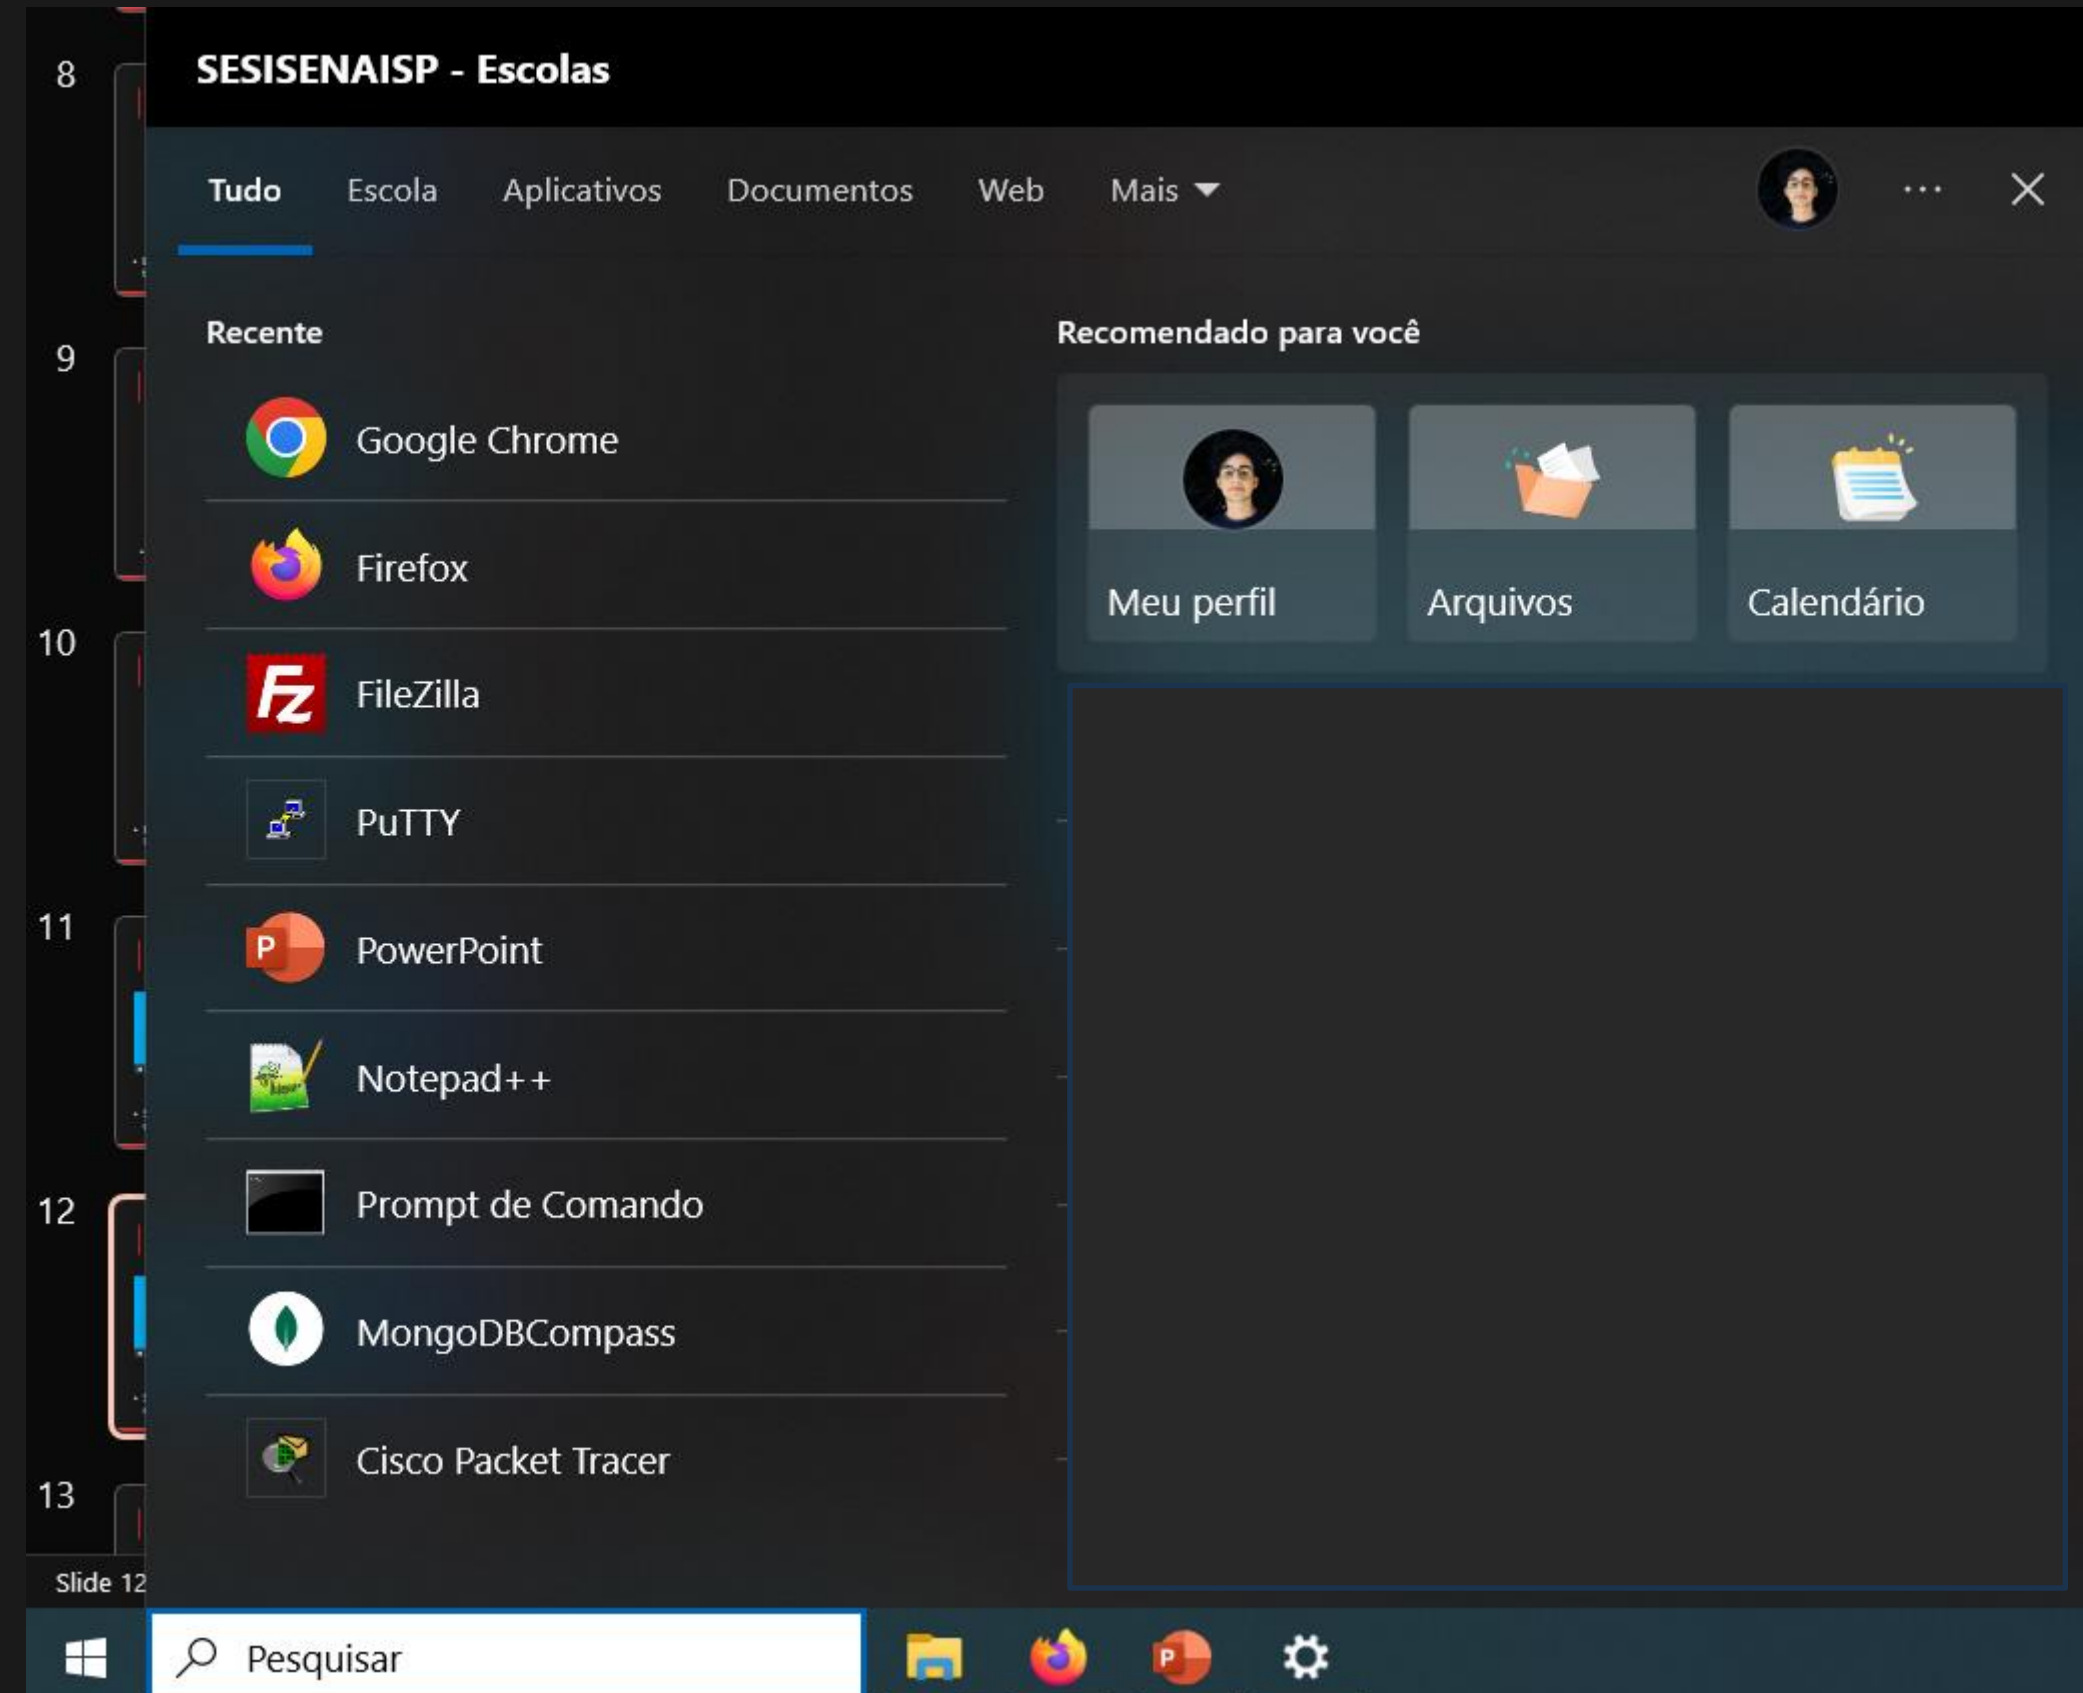 8
9
10
11
12
13
Slide 12
SESISENAISP - Escolas
Tudo
Escola
Aplicativos
Documentos
Web
Mais
Recente
Google Chrome
Firefox
FileZilla
PuTTY
PowerPoint
Notepad++
Prompt de Comando
MongoDBCompass
Cisco Packet Tracer
Recomendado para você
Meu perfil
Arquivos
Calendário
Pesquisar